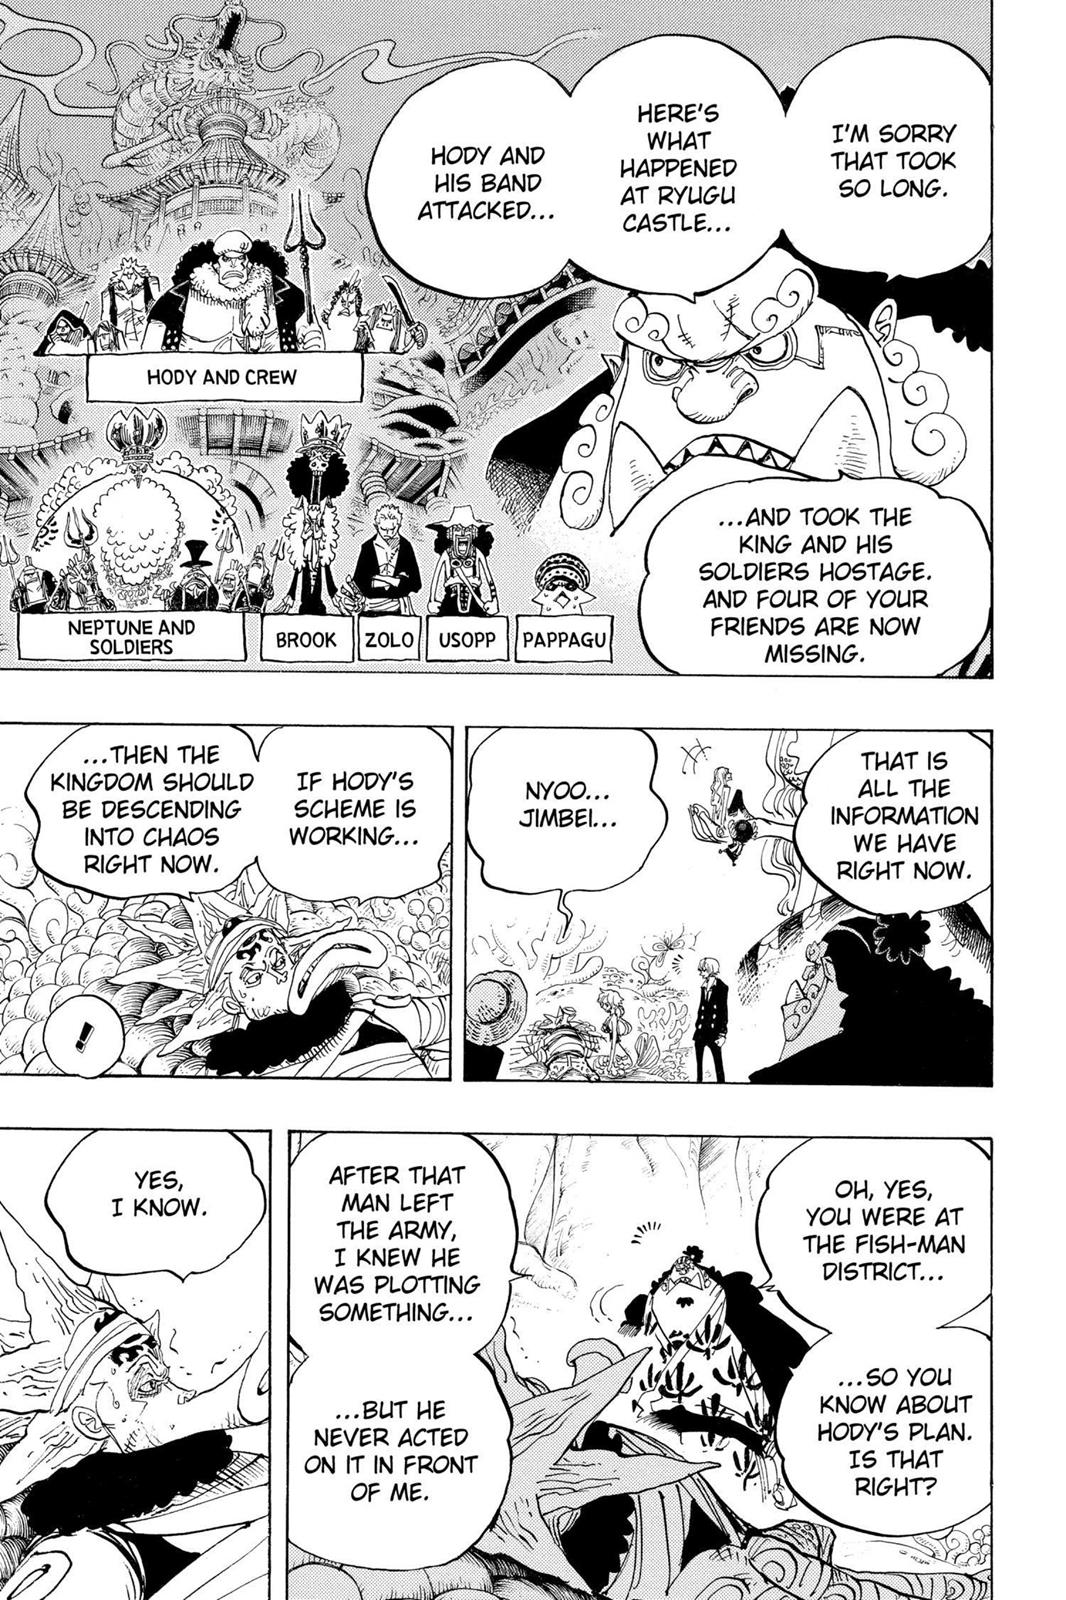 I'M SORRY
THAT TOOK
SO LONG.
HERE'S
WHAT
HAPPENED
AT RYUGU
CASTLE...
HODY AND
HIS BAND
ATTACKED...
HODY AND CREW
...AND TOOK THE
KING AND HIS
SOLDIERS HOSTAGE.
AND FOUR OF YOUR
FRIENDS ARE NOW
MISSING.
NEPTUNE AND
SOLDIERS
BROOK
ZOLO
USOPP
PAPPAGU
THAT IS
ALL THE
INFORMATION
WE HAVE
RIGHT NOW.
NYOO...
JIMBEI...
IF HODY'S
SCHEME IS
WORKING...
...THEN THE
KINGDOM SHOULD
BE DESCENDING
INTO CHAOS
RIGHT NOW.
!
OH, YES,
YOU WERE AT
THE FISH-MAN
DISTRICT...
...SO YOU
KNOW ABOUT
HODY'S PLAN.
IS THAT
RIGHT?
AFTER THAT
MAN LEFT
THE ARMY,
I KNEW HE
WAS PLOTTING
SOMETHING...
...BUT HE
NEVER ACTED
ON IT IN FRONT
OF ME.
YES,
I KNOW.